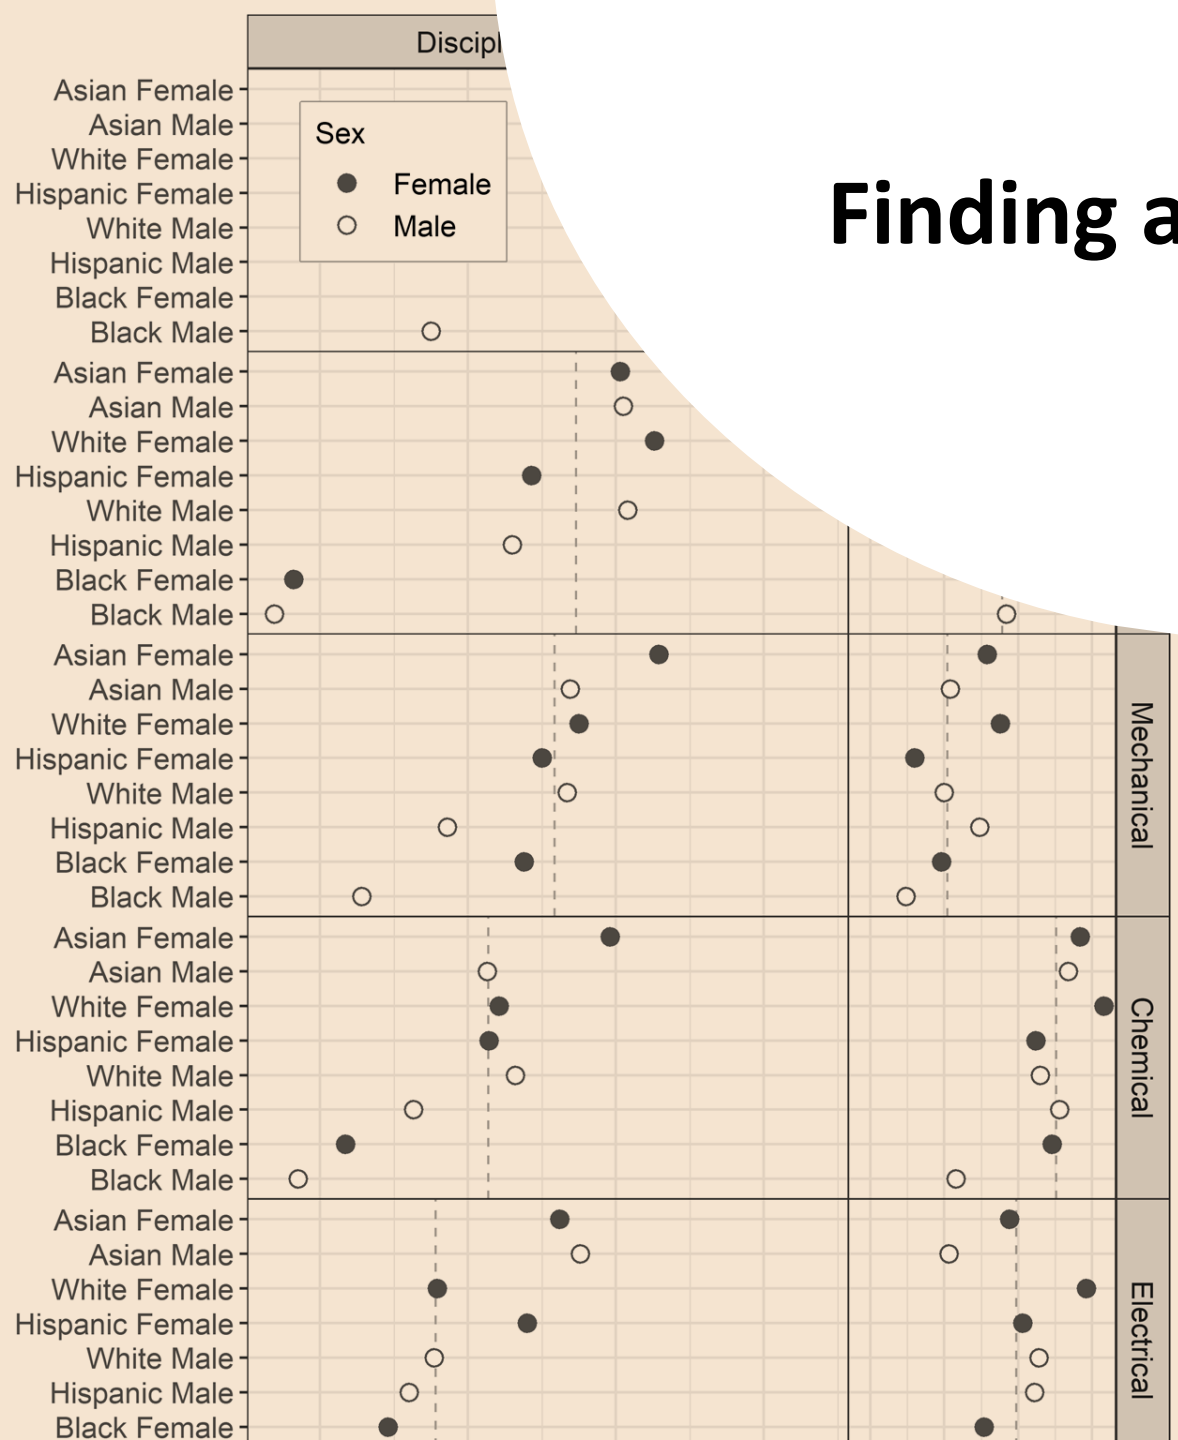 Discipl
Finding a
Sex
Female
Male
Asian Female
Asian Male
White Female
Hispanic Female
White Male
Hispanic Male
Black Female
Black Male
Asian Female
Asian Male
White Female
Hispanic Female
White Male
Hispanic Male
Black Female
Black Male
Asian Female
Asian Male
White Female
Hispanic Female
White Male
Hispanic Male
Black Female
Black Male
Mechanical
Asian Female
Asian Male
White Female
Hispanic Female
White Male
Hispanic Male
Black Female
Black Male
Chemical
Asian Female
Asian Male
White Female
Hispanic Female
White Male
Hispanic Male
Black Female
Electrical